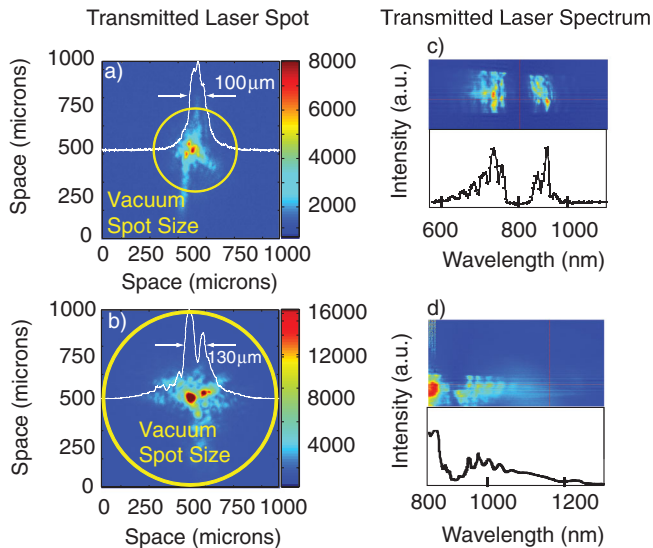 Transmitted Laser Spot
Transmitted Laser Spectrum
a)
1000
750
500
250
0
Space (microns)
100μm
Vacuum
Spot Size
8000
6000
4000
2000
0 250 500 750 1000
Space (microns)
c)
Intensity (a.u.)
600 800 1000
Wavelength (nm)
b)
1000
750
500
250
0
Space (microns)
130μm
Vacuum
Spot Size
16000
12000
8000
4000
0 250 500 750 1000
Space (microns)
d)
Intensity (a.u.)
800 1000 1200
Wavelength (nm)